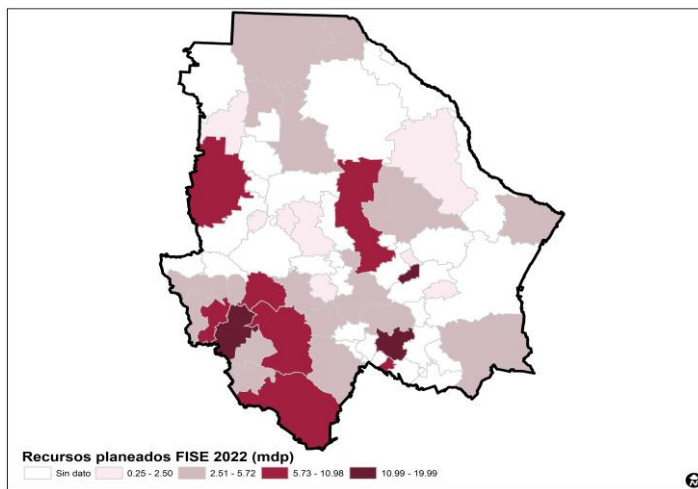 Recursos planeados FISE 2022 (mdp)
Sin dato 0.25 - 2.50 2.51 - 5.72 5.73 - 10.98 10.99 - 19.99